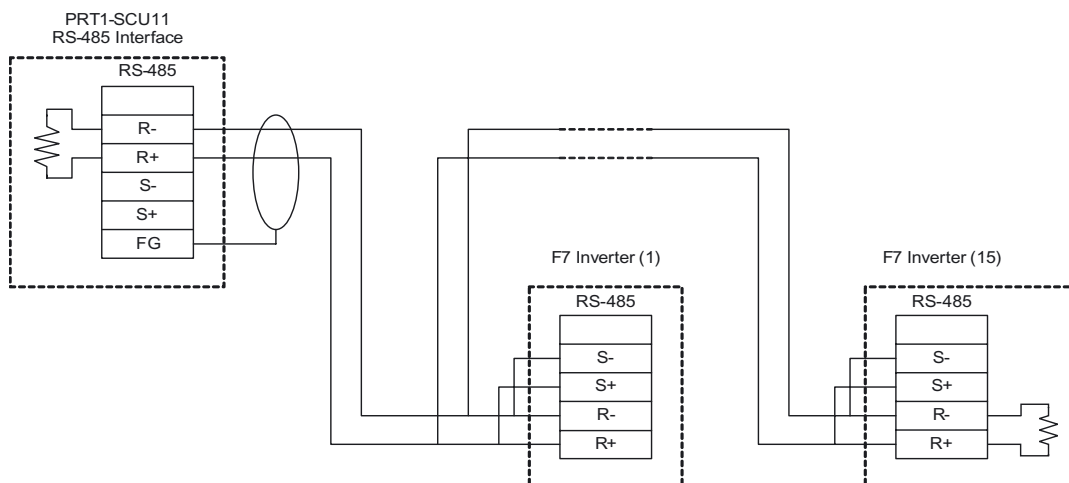 PRT1-SCU11
RS-485 Interface
RS-485
R-
R+
S-
S+
FG
F7 Inverter (1)
RS-485
S-
S+
R-
R+
F7 Inverter (15)
RS-485
S-
S+
R-
R+